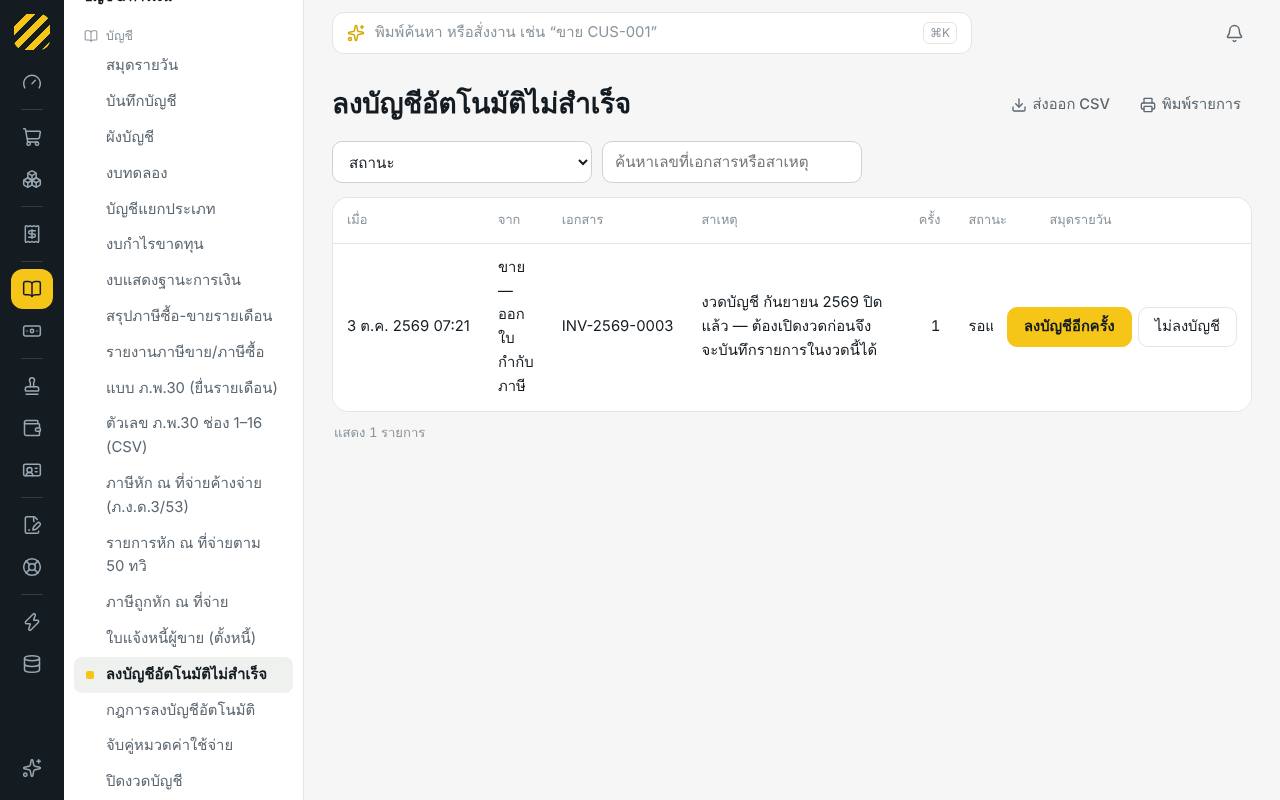 บัญชี
สมุดรายวัน
บันทึกบัญชี
ผังบัญชี
งบทดลอง
บัญชีแยกประเภท
งบกำไรขาดทุน
งบแสดงฐานะการเงิน
สรุปภาษีซื้อ-ขายรายเดือน
รายงานภาษีขาย/ภาษีซื้อ
แบบ ภ.พ.30 (ยื่นรายเดือน)
ตัวเลข ภ.พ.30 ช่อง 1–16
(CSV)
ภาษีหัก ณ ที่จ่ายค้างจ่าย
(ภ.ง.ด.3/53)
รายการหัก ณ ที่จ่ายตาม
50 ทวิ
ภาษีถูกหัก ณ ที่จ่าย
ใบแจ้งหนี้ผู้ขาย (ตั้งหนี้)
ลงบัญชีอัตโนมัติไม่สำเร็จ
กฎการลงบัญชีอัตโนมัติ
จับคู่หมวดค่าใช้จ่าย
ปิดงวดบัญชี
พิมพ์ค้นหา หรือสั่งงาน เช่น “ขาย CUS-001” ⌘K
ลงบัญชีอัตโนมัติไม่สำเร็จ
ส่งออก CSV พิมพ์รายการ
สถานะ ค้นหาเลขที่เอกสารหรือสาเหตุ
เมื่อ จาก เอกสาร สาเหตุ ครั้ง สถานะ สมุดรายวัน
3 ต.ค. 2569 07:21
ขาย
—
ออก
ใบ
กำกับ
ภาษี
INV-2569-0003
งวดบัญชี กันยายน 2569 ปิด
แล้ว — ต้องเปิดงวดก่อนจึง
จะบันทึกรายการในงวดนี้ได้
1
ลงบัญชีอีกครั้ง ไม่ลงบัญชี
แสดง 1 รายการ